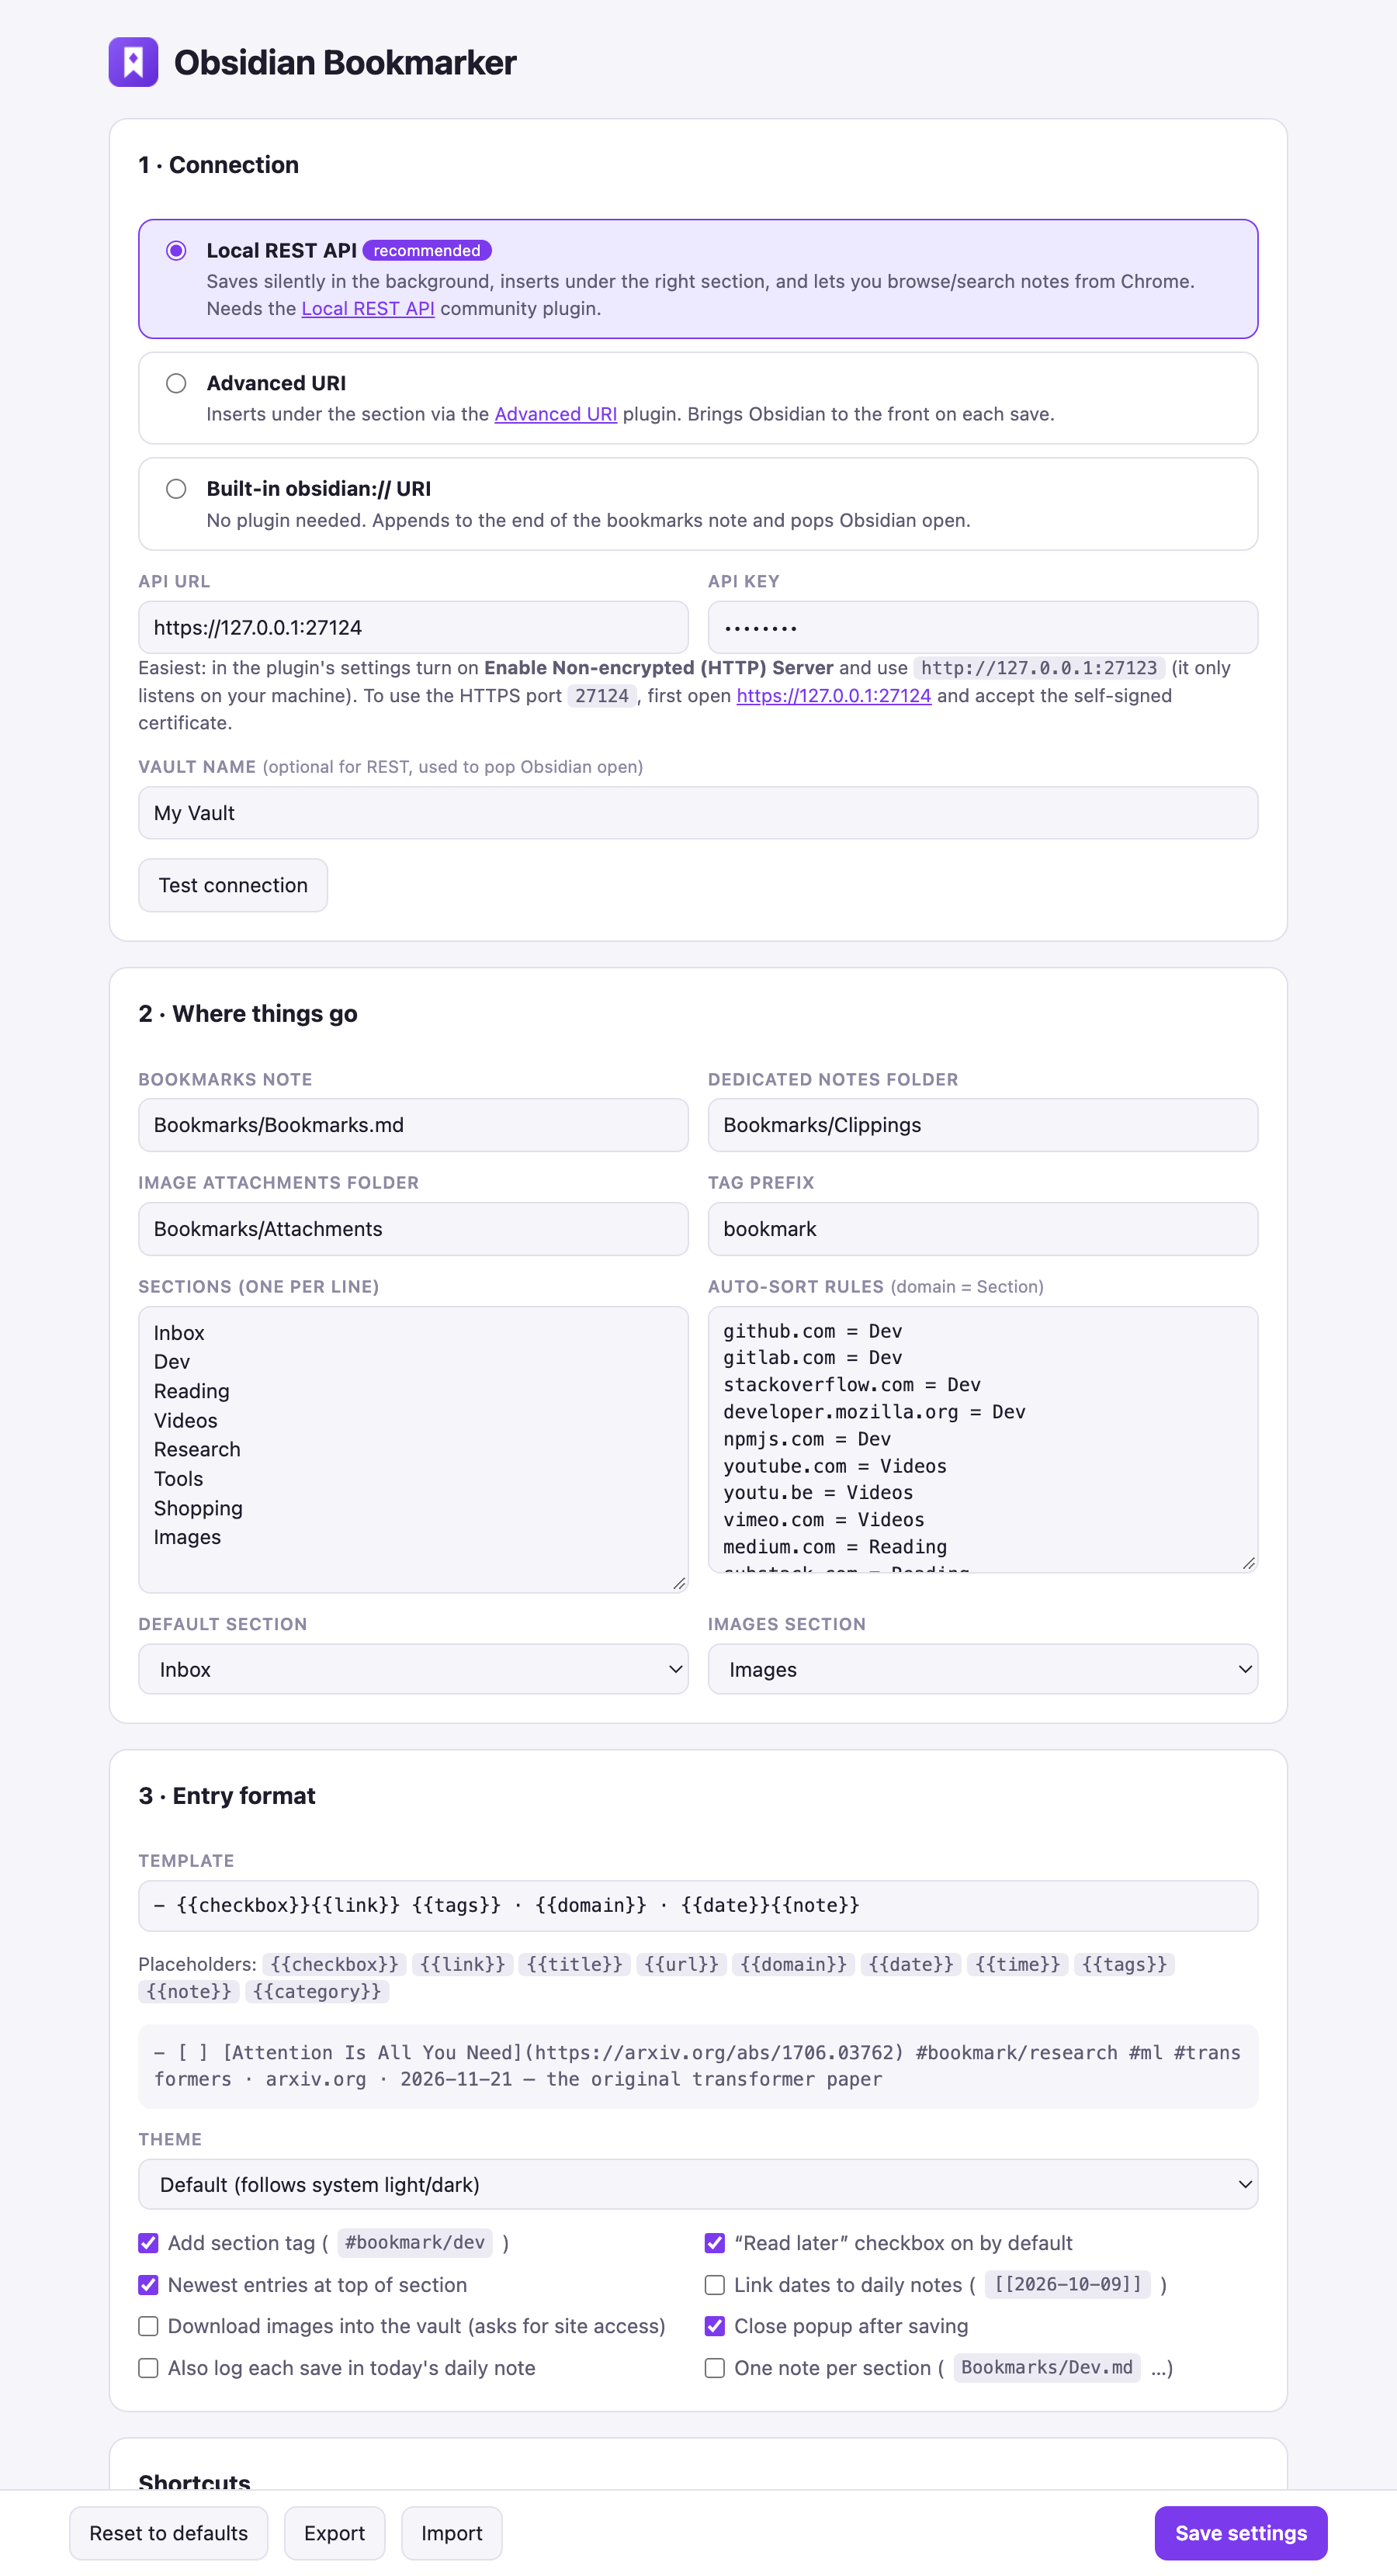 Obsidian Bookmarker
1 · Connection
Local REST API recommended
Saves silently in the background, inserts under the right section, and lets you browse/search notes from Chrome.
Needs the Local REST API community plugin.
Advanced URI
Inserts under the section via the Advanced URI plugin. Brings Obsidian to the front on each save.
Built-in obsidian:// URI
No plugin needed. Appends to the end of the bookmarks note and pops Obsidian open.
API URL
https://127.0.0.1:27124
API KEY
••••••••
Easiest: in the plugin's settings turn on Enable Non-encrypted (HTTP) Server and use http://127.0.0.1:27123 (it only
listens on your machine). To use the HTTPS port 27124, first open https://127.0.0.1:27124 and accept the self-signed
certificate.
VAULT NAME (optional for REST, used to pop Obsidian open)
My Vault
Test connection
2 · Where things go
BOOKMARKS NOTE
Bookmarks/Bookmarks.md
DEDICATED NOTES FOLDER
Bookmarks/Clippings
IMAGE ATTACHMENTS FOLDER
Bookmarks/Attachments
TAG PREFIX
bookmark
SECTIONS (ONE PER LINE)
Inbox
Dev
Reading
Videos
Research
Tools
Shopping
Images
AUTO-SORT RULES (domain = Section)
github.com = Dev
gitlab.com = Dev
stackoverflow.com = Dev
developer.mozilla.org = Dev
npmjs.com = Dev
youtube.com = Videos
youtu.be = Videos
vimeo.com = Videos
medium.com = Reading
substack.com = Reading
DEFAULT SECTION
Inbox
IMAGES SECTION
Images
3 · Entry format
TEMPLATE
- {{checkbox}}{{link}} {{tags}} · {{domain}} · {{date}}{{note}}
Placeholders: {{checkbox}} {{link}} {{title}} {{url}} {{domain}} {{date}} {{time}} {{tags}}
{{note}} {{category}}
- [ ] [Attention Is All You Need](https://arxiv.org/abs/1706.03762) #bookmark/research #ml #trans
formers · arxiv.org · 2026-11-21 — the original transformer paper
THEME
Default (follows system light/dark)
Add section tag ( #bookmark/dev )
“Read later” checkbox on by default
Newest entries at top of section
Link dates to daily notes ( [[2026-10-09]] )
Download images into the vault (asks for site access)
Close popup after saving
Also log each save in today's daily note
One note per section ( Bookmarks/Dev.md …)
Shortcuts
Reset to defaults
Export
Import
Save settings